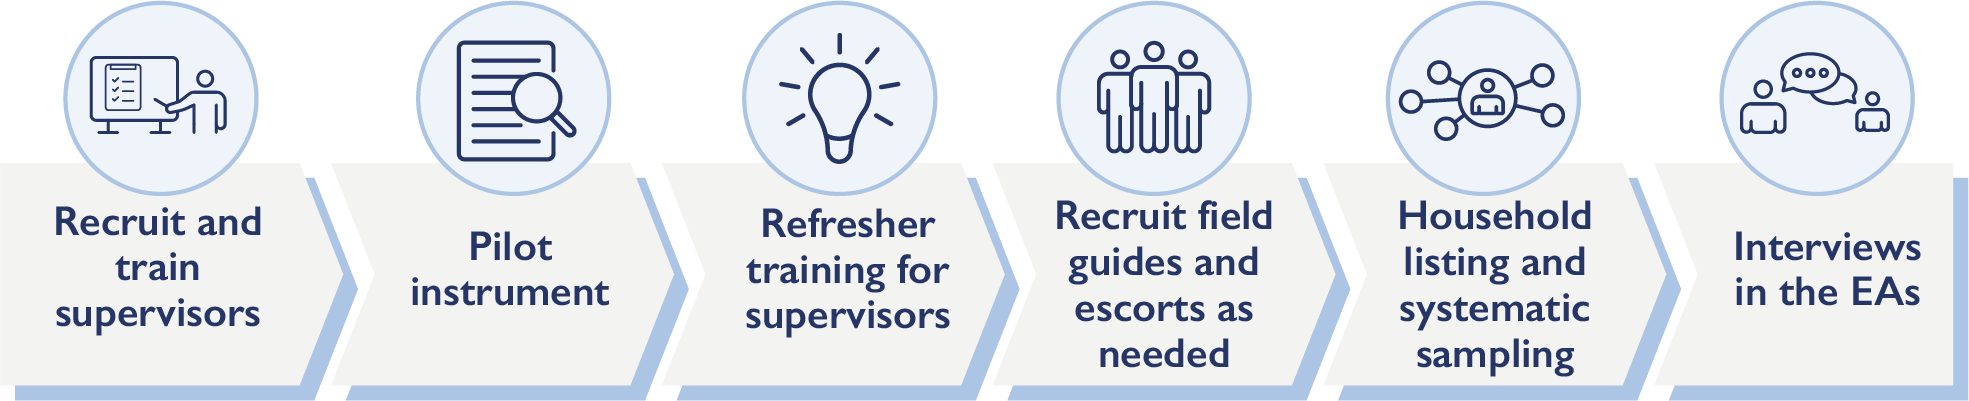 Recruit and
train
supervisors
Pilot
instrument
Refresher
training for
supervisors
Recruit field
guides and
escorts as
needed
Household
listing and
systematic
sampling
Interviews
in the EAs